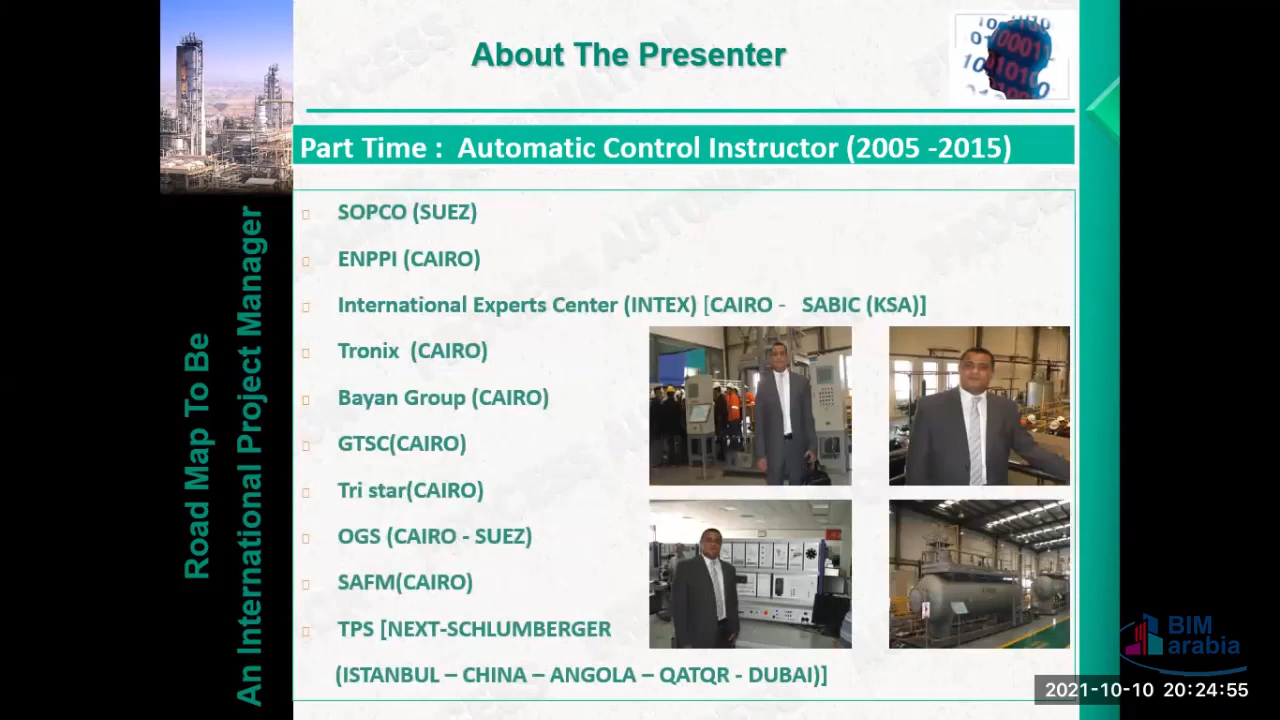 About The Presenter
Part Time : Automatic Control Instructor (2005 -2015)
SOPCO (SUEZ)
ENPPI (CAIRO)
International Experts Center (INTEX) [CAIRO - SABIC (KSA)]
Tronix (CAIRO)
Bayan Group (CAIRO)
GTSC(CAIRO)
Tri star(CAIRO)
OGS (CAIRO - SUEZ)
SAFM(CAIRO)
TPS [NEXT-SCHLUMBERGER
(ISTANBUL – CHINA – ANGOLA – QATQR - DUBAI)]
Road Map To Be
An International Project Manager
BIM
arabia
2021-10-10 20:24:55